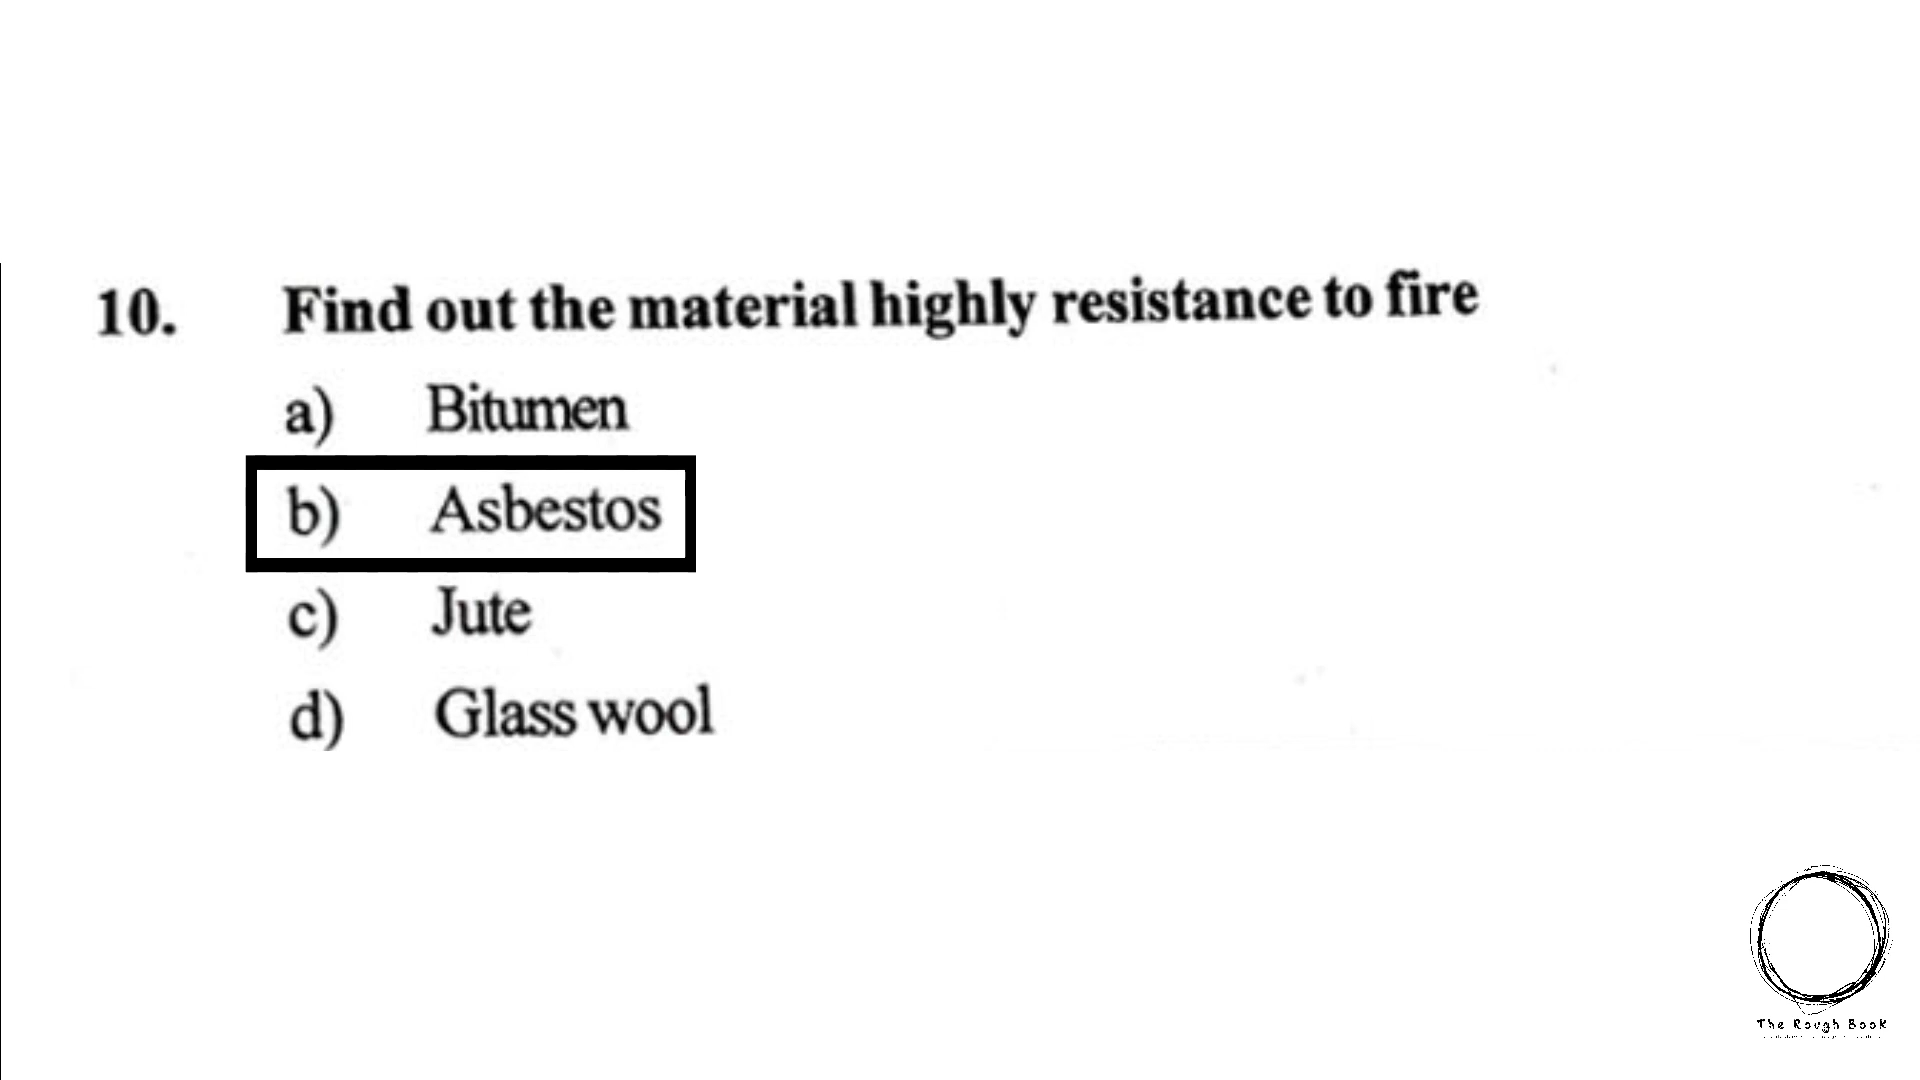 10. Find out the material highly resistance to fire
a) Bitumen
b) Asbestos
c) Jute
d) Glass wool
The Rough Book